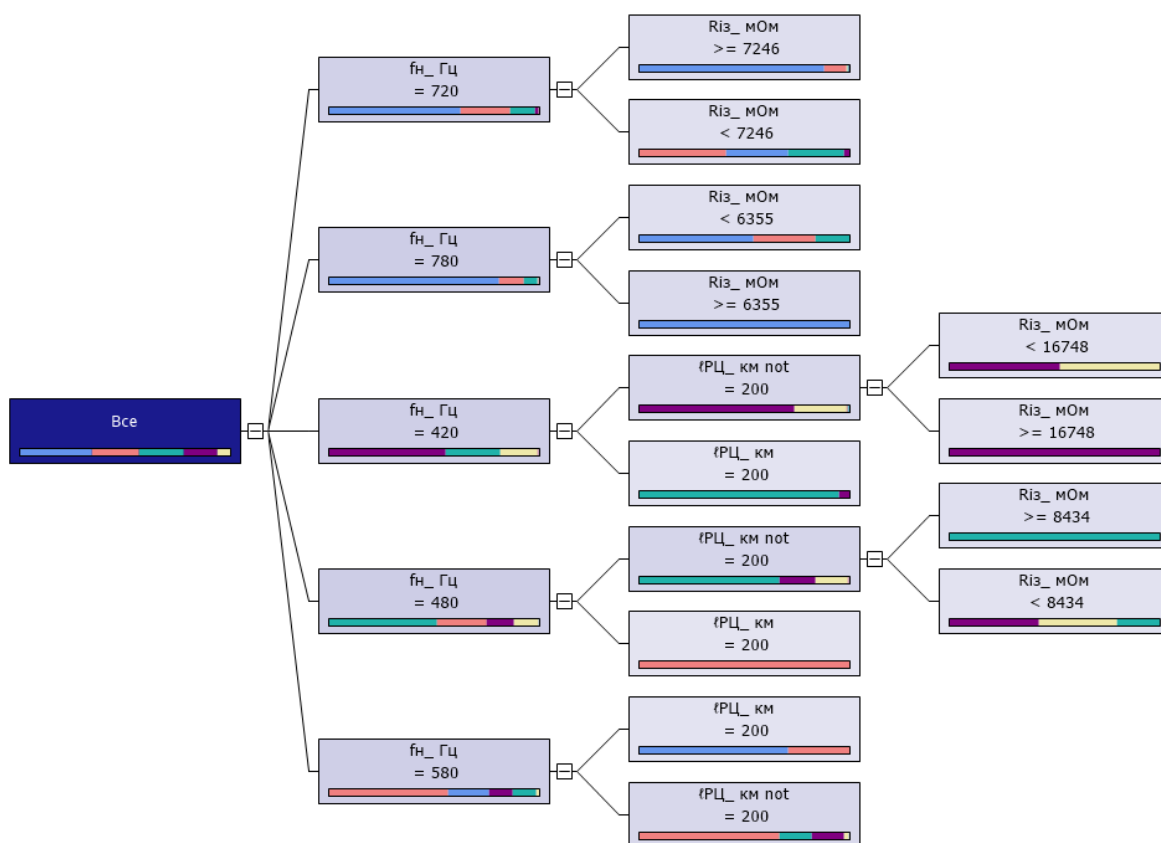 Все
fн_ Гц
= 720
Rіз_ мОм
>= 7246
Rіз_ мОм
< 7246
fн_ Гц
= 780
Rіз_ мОм
< 6355
Rіз_ мОм
>= 6355
fн_ Гц
= 420
ℓРЦ_ км not
= 200
Rіз_ мОм
< 16748
Rіз_ мОм
>= 16748
ℓРЦ_ км
= 200
fн_ Гц
= 480
ℓРЦ_ км not
= 200
Rіз_ мОм
>= 8434
Rіз_ мОм
< 8434
ℓРЦ_ км
= 200
fн_ Гц
= 580
ℓРЦ_ км
= 200
ℓРЦ_ км not
= 200